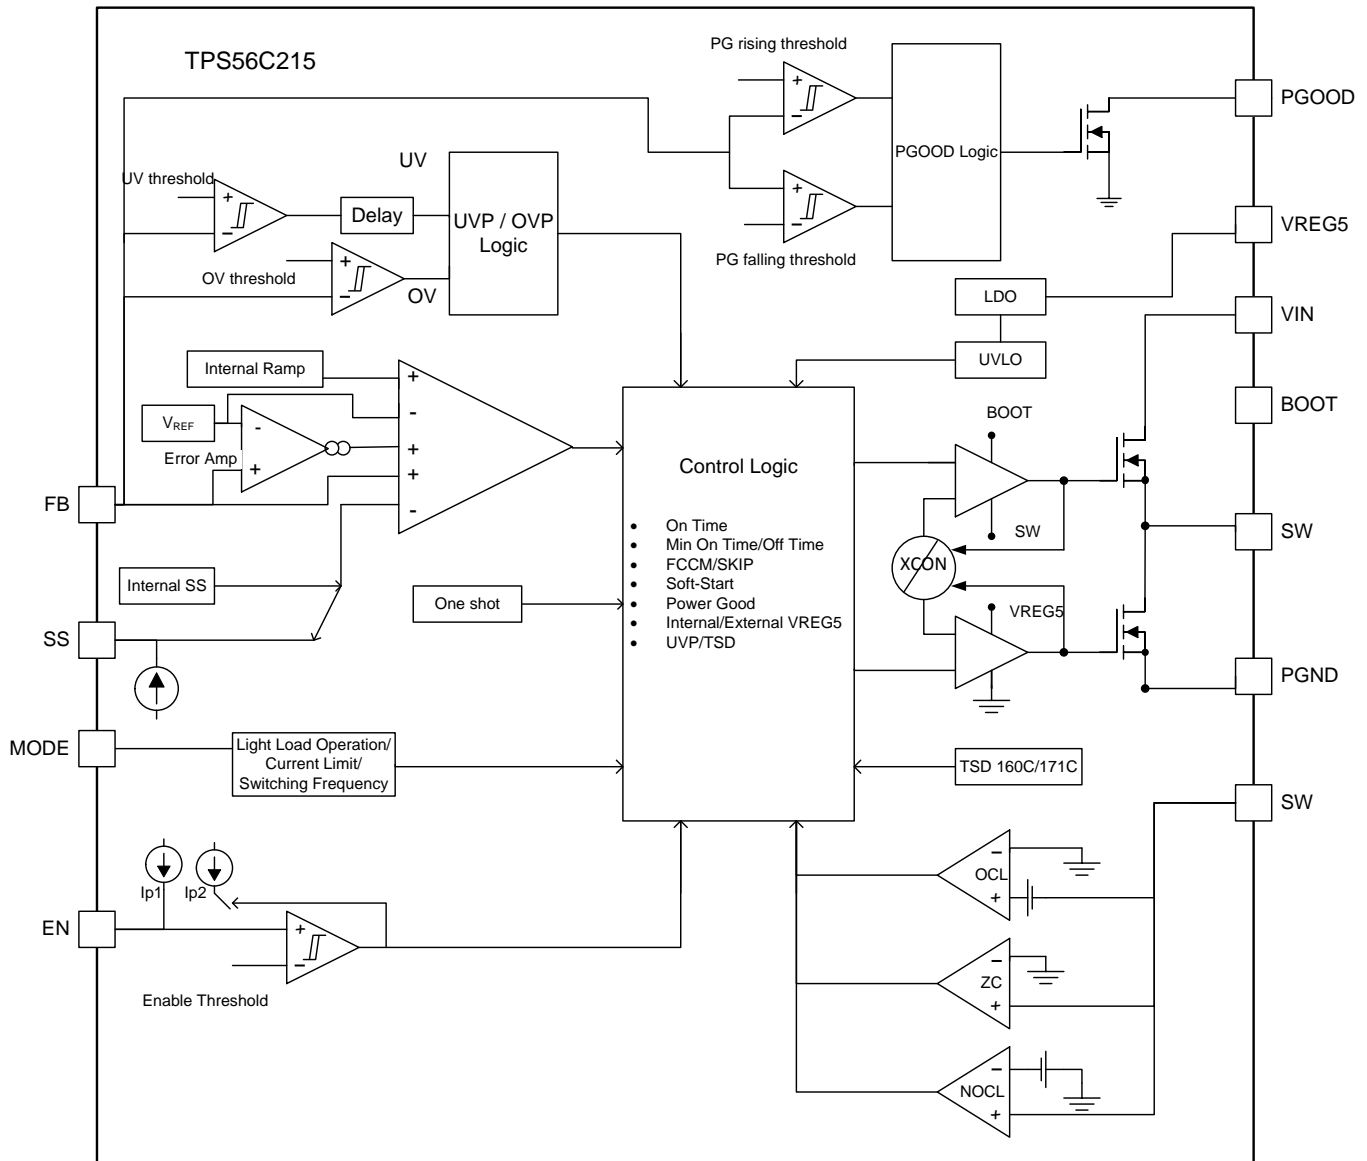 TPS56C215
PG rising threshold
+
-
PGOOD Logic
PGOOD
UV threshold
+
-
Delay
UV
UVP / OVP
Logic
+
-
PG falling threshold
VREG5
OV threshold
+
-
OV
LDO
VIN
UVLO
Internal Ramp
VREF
-
+
Error Amp
+
-
+
+
-
FB
BOOT
BOOT
SW
XCON
VREG5
SW
Control Logic
• On Time
• Min On Time/Off Time
• FCCM/SKIP
• Soft-Start
• Power Good
• Internal/External VREG5
• UVP/TSD
Internal SS
One shot
SS
PGND
MODE
Light Load Operation/
Current Limit/
Switching Frequency
TSD 160C/171C
SW
Ip1
Ip2
EN
+
-
Enable Threshold
-
OCL
+
-
ZC
+
-
NOCL
+